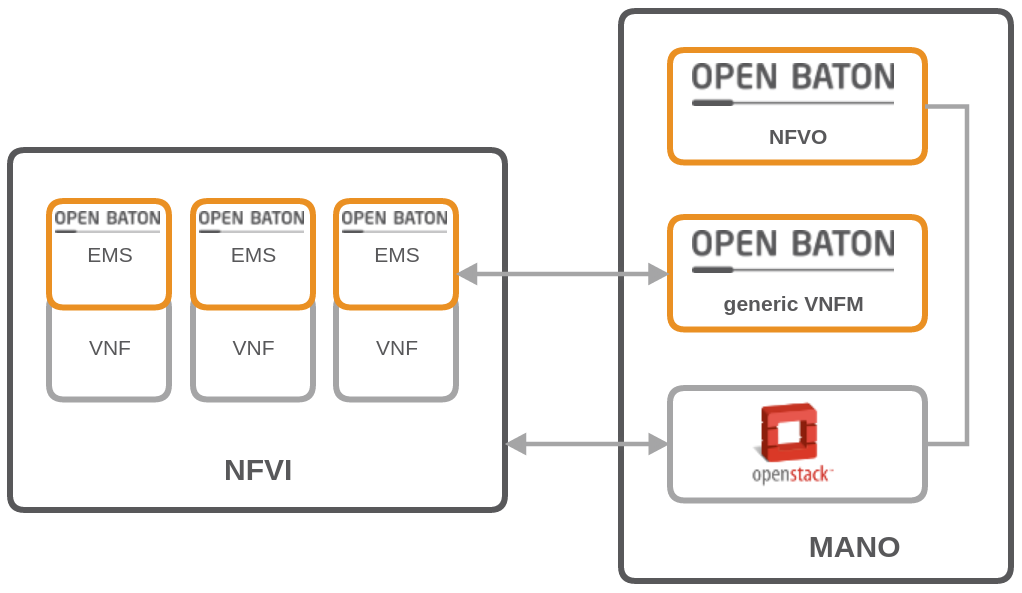 OPEN BATON
NFVO
OPEN BATON
generic VNFM
openstack™
MANO
OPEN BATON OPEN BATON OPEN BATON
EMS EMS EMS
VNF VNF VNF
NFVI